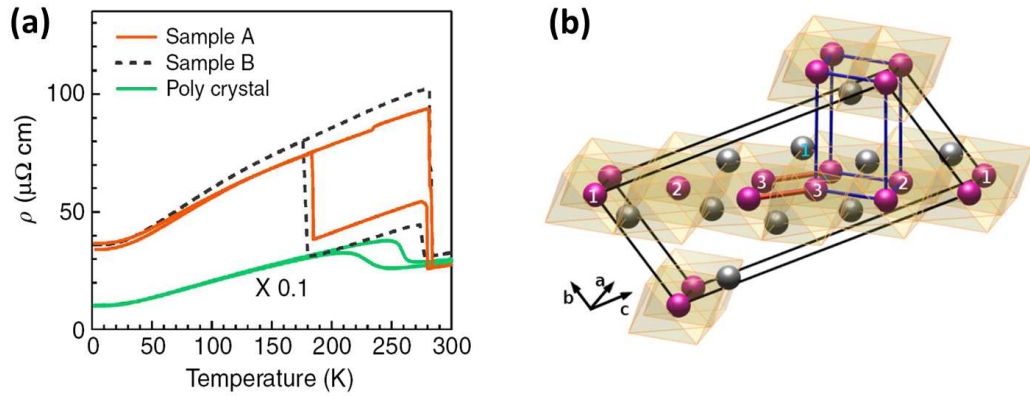 (a)
Sample A
Sample B
Poly crystal
ρ (μΩ cm)
100
50
0
X 0.1
0 50 100 150 200 250 300
Temperature (K)
(b)
1
1 2 3 3 2 1
a
b
c